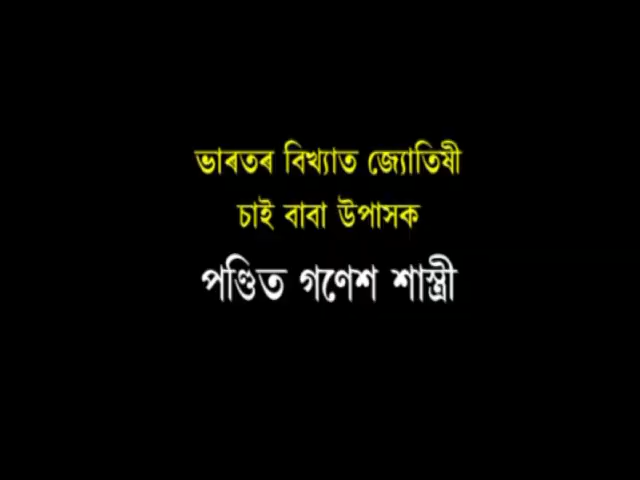 ভাৰতৰ বিখ্যাত জ্যোতিষী
চাই বাবা উপাসক
পণ্ডিত গণেশ শাস্ত্ৰী